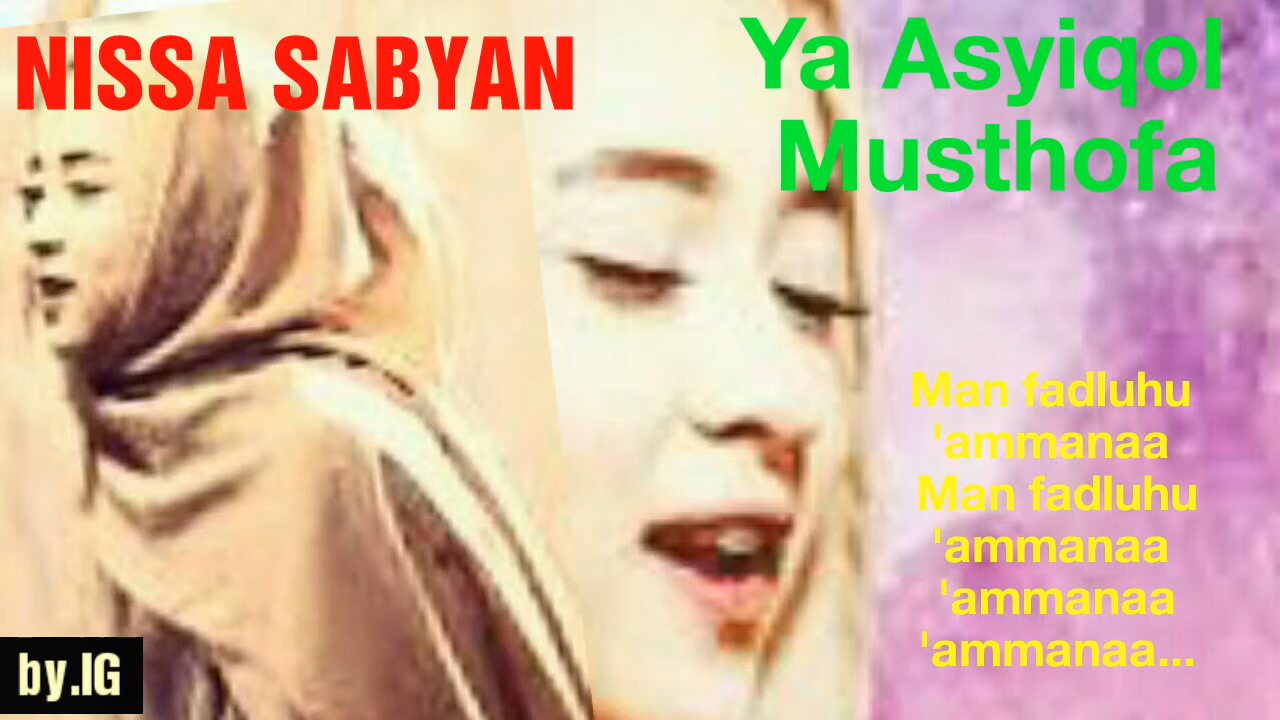 NISSA SABYAN
Ya Asyiqol
Musthofa
Man fadluhu
'ammanaa
Man fadluhu
'ammanaa
'ammanaa
'ammanaa...
by.IG